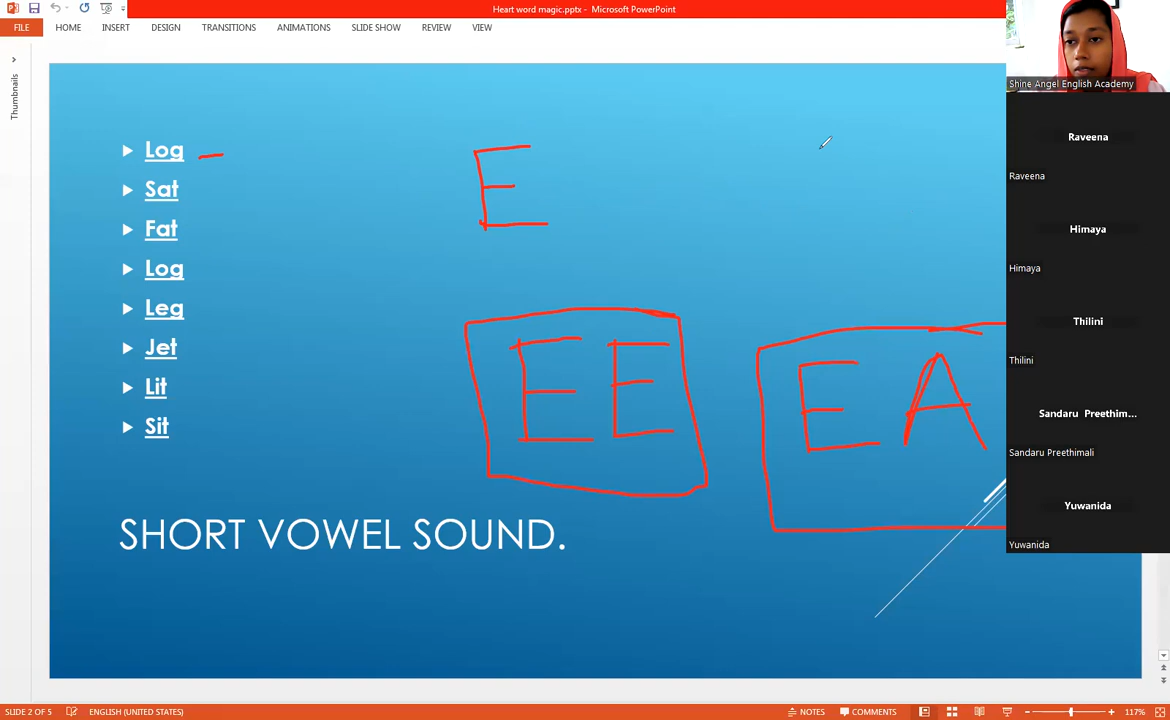 Heart word magic.pptx - Microsoft PowerPoint
FILE HOME INSERT DESIGN TRANSITIONS ANIMATIONS SLIDE SHOW REVIEW VIEW
Thumbnails
Log
Sat
Fat
Log
Leg
Jet
Lit
Sit
E
EE
EA
SHORT VOWEL SOUND.
Shine Angel English Academy
Raveena
Raveena
Himaya
Himaya
Thilini
Thilini
Sandaru Preethim...
Sandaru Preethimali
Yuwanida
Yuwanida
SLIDE 2 OF 5 ENGLISH (UNITED STATES) NOTES COMMENTS 117%